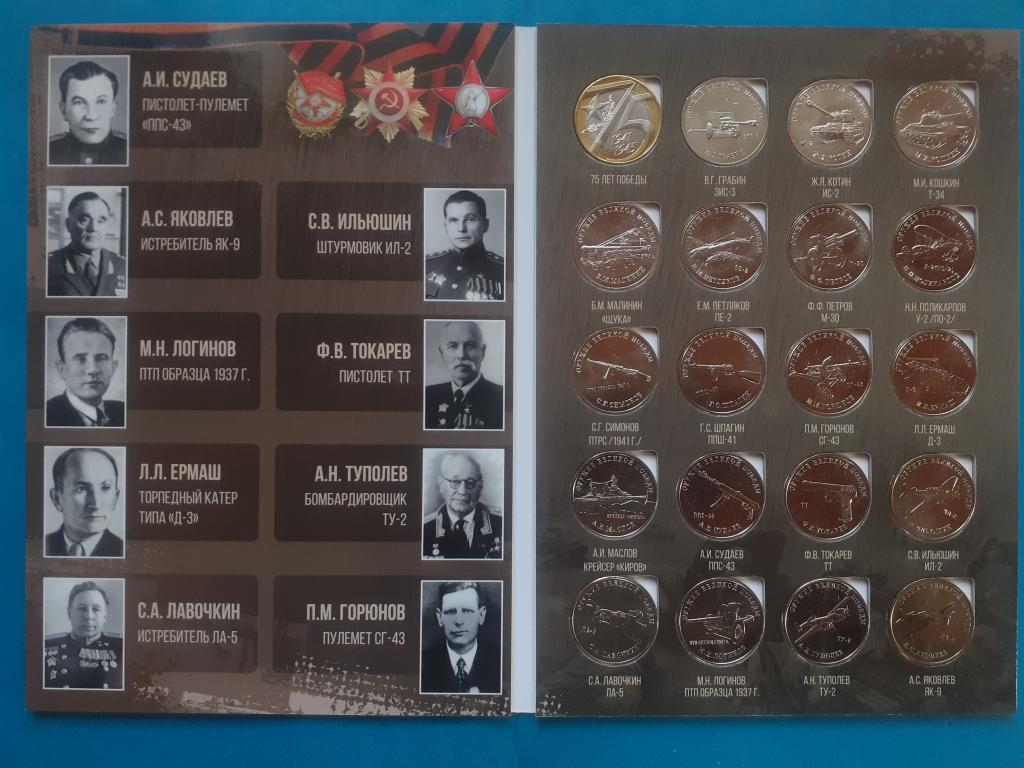 А.И. СУДАЕВ
ПИСТОЛЕТ-ПУЛЕМЕТ
«ППС-43»
А.С. ЯКОВЛЕВ
ИСТРЕБИТЕЛЬ ЯК-9
С.В. ИЛЬЮШИН
ШТУРМОВИК ИЛ-2
М.Н. ЛОГИНОВ
ПТП ОБРАЗЦА 1937 Г.
Ф.В. ТОКАРЕВ
ПИСТОЛЕТ ТТ
Л.Л. ЕРМАШ
ТОРПЕДНЫЙ КАТЕР
ТИПА «Д-3»
А.Н. ТУПОЛЕВ
БОМБАРДИРОВЩИК
ТУ-2
С.А. ЛАВОЧКИН
ИСТРЕБИТЕЛЬ ЛА-5
П.М. ГОРЮНОВ
ПУЛЕМЕТ СГ-43
75 ЛЕТ ПОБЕДЫ
В.Г. ГРАБИН
ЗИС-3
Ж.Я. КОТИН
ИС-2
М.И. КОШКИН
Т-34
Б.М. МАЛИНИН
«ЩУКА»
Е.М. ПЕТЛЯКОВ
ПЕ-2
Ф.Ф. ПЕТРОВ
М-30
Н.Н. ПОЛИКАРПОВ
У-2 /ПО-2/
С.Г. СИМОНОВ
ПТРС /1941 Г./
Г.С. ШПАГИН
ППШ-41
П.М. ГОРЮНОВ
СГ-43
Л.Л. ЕРМАШ
Д-3
А.И. МАСЛОВ
КРЕЙСЕР «КИРОВ»
А.И. СУДАЕВ
ППС-43
Ф.В. ТОКАРЕВ
ТТ
С.В. ИЛЬЮШИН
ИЛ-2
С.А. ЛАВОЧКИН
ЛА-5
М.Н. ЛОГИНОВ
ПТП ОБРАЗЦА 1937 Г.
А.Н. ТУПОЛЕВ
ТУ-2
А.С. ЯКОВЛЕВ
ЯК-9